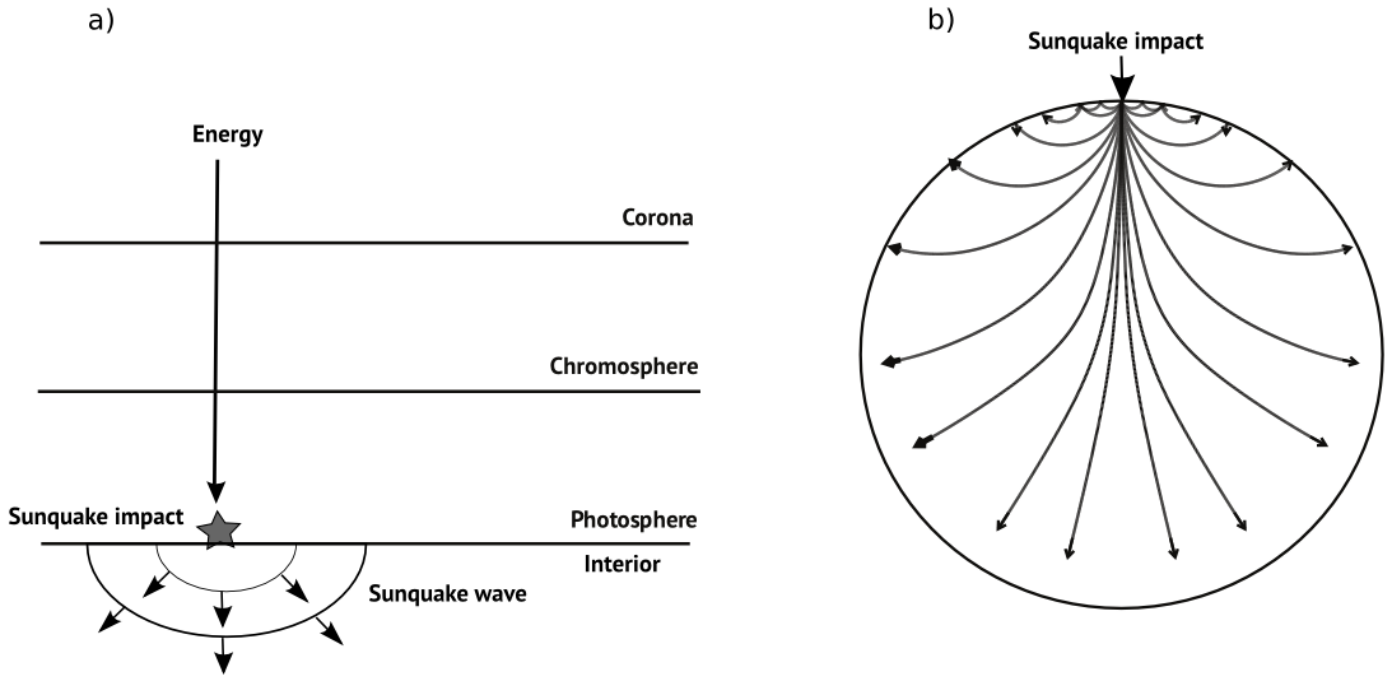 a)
Energy
Corona
Chromosphere
Sunquake impact
Photosphere
Interior
Sunquake wave
b)
Sunquake impact